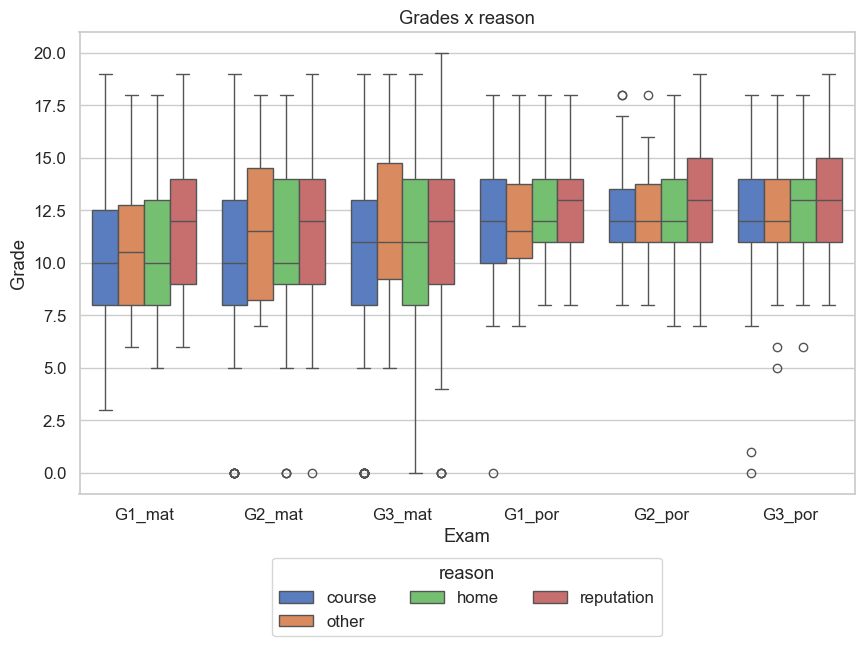 Grades x reason
20.0
17.5
15.0
12.5
10.0
7.5
5.0
2.5
0.0
Grade
G1_mat G2_mat G3_mat G1_por G2_por G3_por
Exam
reason
course home reputation
other